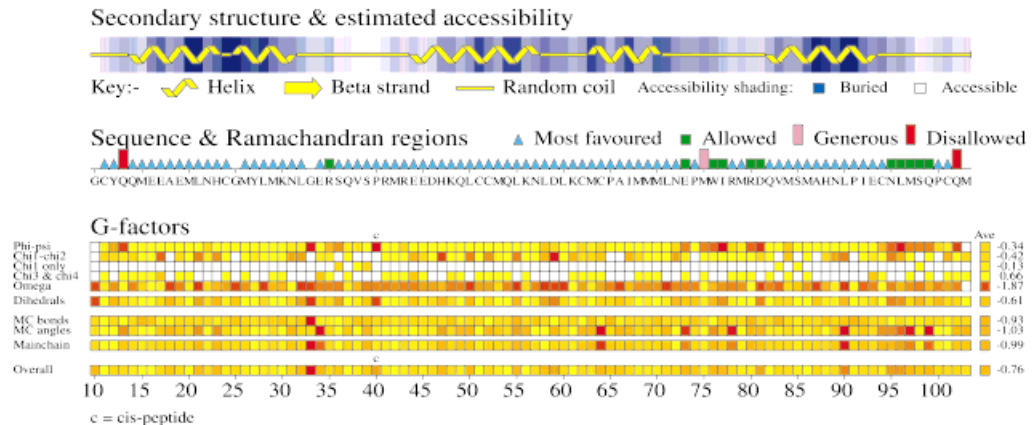 Secondary structure & estimated accessibility
Key:- Helix Beta strand Random coil Accessibility shading: Buried Accessible
Sequence & Ramachandran regions Most favoured Allowed Generous Disallowed
GCYQQMEEAEMLNHCGMYLMKNLGERSQVSPRMREEDHKQLCCMQLKNLDLKCMCPAIMMMLNEPMWIRMRDQVMSMAHNLPIECNLMSQPCQM
G-factors
c Ave
Phi-psi -0.34
Chi1-chi2 -0.42
Chi1 only -0.13
Chi3 & chi4 0.66
Omega -1.87
Dihedrals -0.61
MC bonds -0.93
MC angles -1.03
Mainchain -0.99
c
Overall -0.76
10 15 20 25 30 35 40 45 50 55 60 65 70 75 80 85 90 95 100
c = cis-peptide